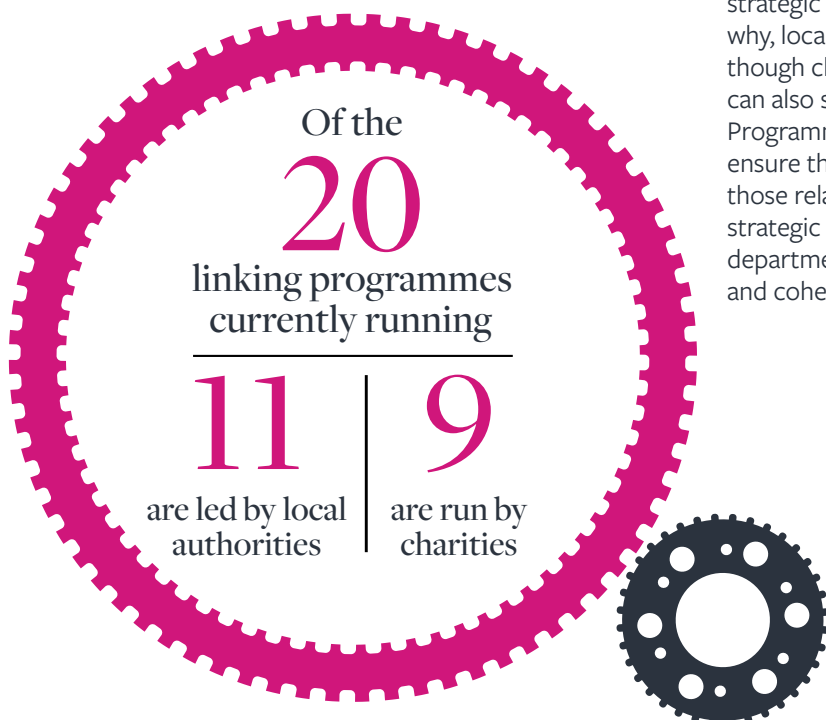 Of the
20
linking programmes
currently running
11
are led by local
authorities
9
are run by
charities
strategic
why, loca
though c
can also s
Programm
ensure th
those rela
strategic
departme
and cohe